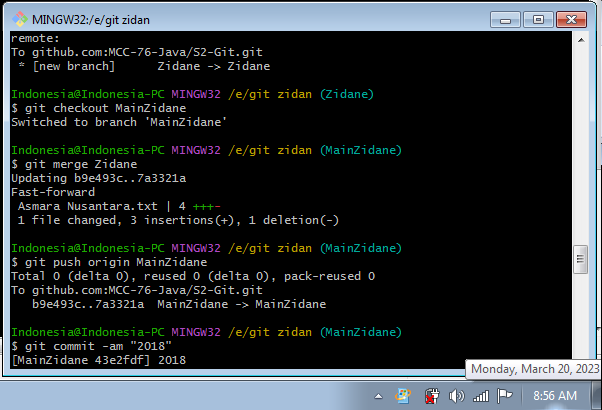 MINGW32:/e/git zidan
remote:
To github.com:MCC-76-Java/S2-Git.git
 * [new branch]      Zidane -> Zidane
Indonesia@Indonesia-PC MINGW32 /e/git zidan (Zidane)
$ git checkout MainZidane
Switched to branch 'MainZidane'
Indonesia@Indonesia-PC MINGW32 /e/git zidan (MainZidane)
$ git merge Zidane
Updating b9e493c..7a3321a
Fast-forward
 Asmara Nusantara.txt | 4 +++-
 1 file changed, 3 insertions(+), 1 deletion(-)
Indonesia@Indonesia-PC MINGW32 /e/git zidan (MainZidane)
$ git push origin MainZidane
Total 0 (delta 0), reused 0 (delta 0), pack-reused 0
To github.com:MCC-76-Java/S2-Git.git
   b9e493c..7a3321a  MainZidane -> MainZidane
Indonesia@Indonesia-PC MINGW32 /e/git zidan (MainZidane)
$ git commit -am "2018"
[MainZidane 43e2fdf] 2018
Monday, March 20, 2023
8:56 AM